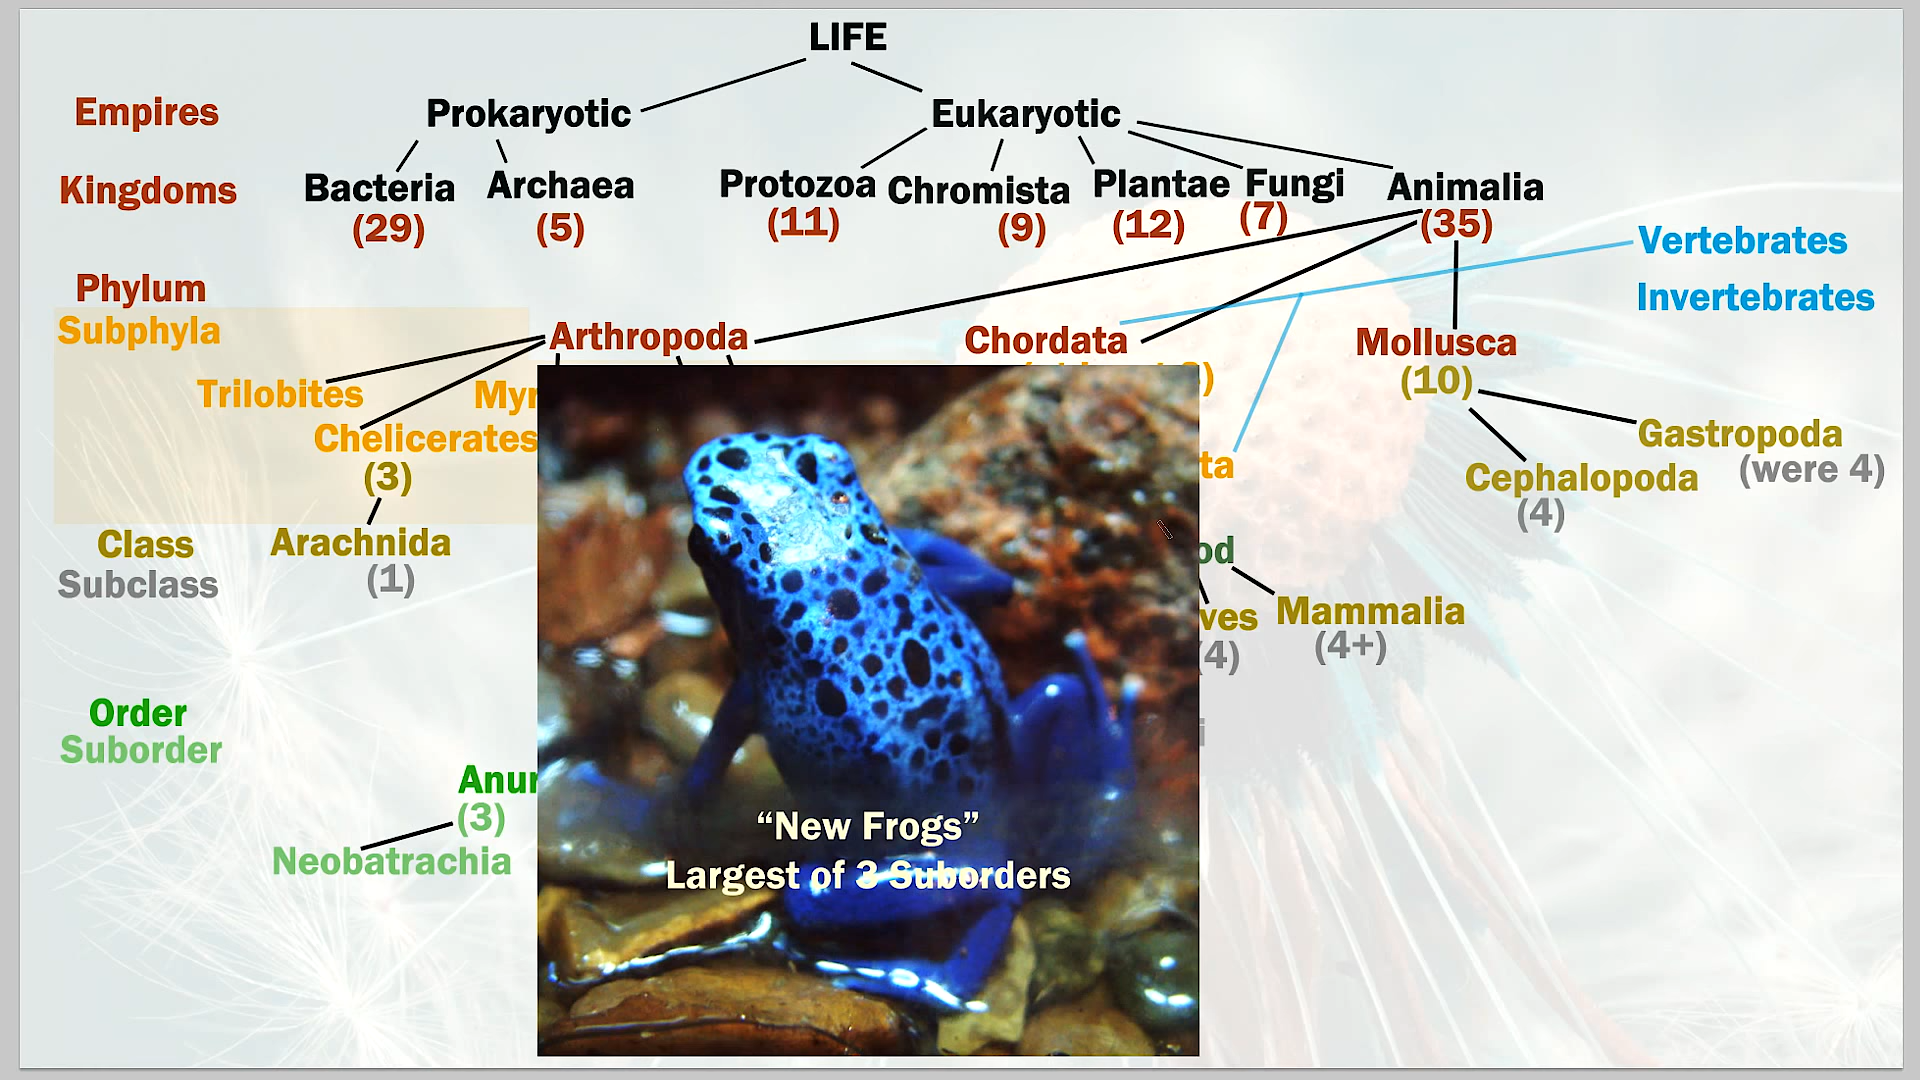 LIFE
Empires
Prokaryotic
Eukaryotic
Kingdoms
Bacteria
(29)
Archaea
(5)
Protozoa
(11)
Chromista
(9)
Plantae
(12)
Fungi
(7)
Animalia
(35)
Vertebrates
Invertebrates
Phylum
Subphyla
Arthropoda
Chordata
Mollusca
(10)
Trilobites
Chelicerates
(3)
Gastropoda
(were 4)
Cephalopoda
(4)
Class
Subclass
Arachnida
(1)
Mammalia
(4+)
(4)
Order
Suborder
(3)
Neobatrachia
“New Frogs”
Largest of 3 Suborders